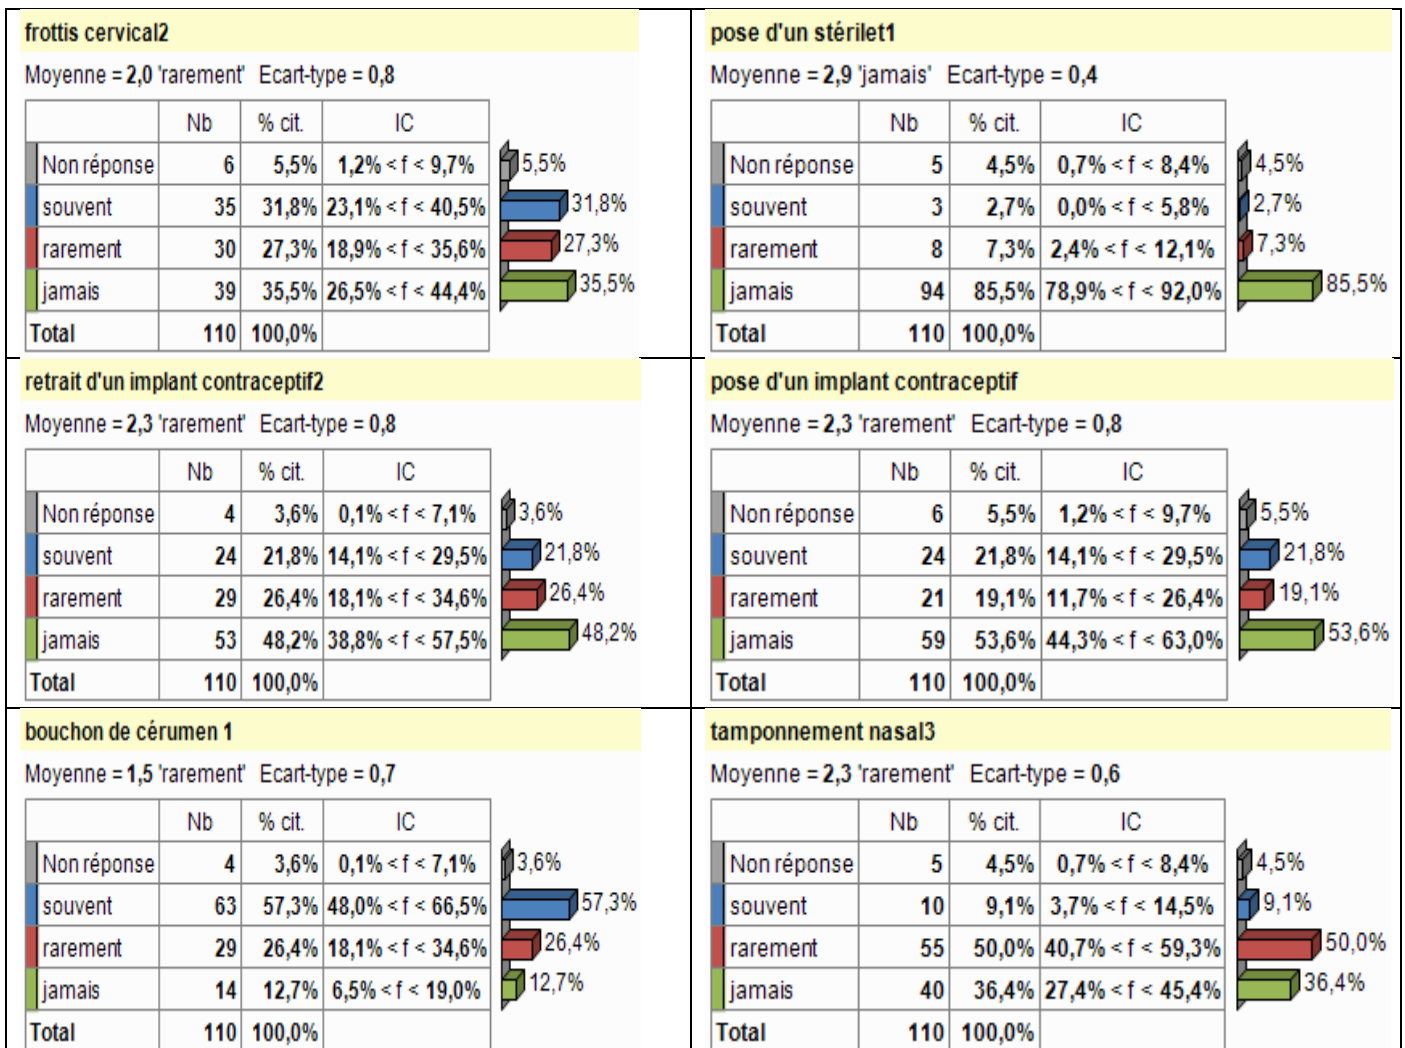 frottis cervical2
Moyenne = 2,0 'rarement' Ecart-type = 0,8
Nb % cit. IC
Non réponse 6 5,5% 1,2% < f < 9,7% 5,5%
souvent 35 31,8% 23,1% < f < 40,5% 31,8%
rarement 30 27,3% 18,9% < f < 35,6% 27,3%
jamais 39 35,5% 26,5% < f < 44,4% 35,5%
Total 110 100,0%
pose d'un stérilet1
Moyenne = 2,9 'jamais' Ecart-type = 0,4
Nb % cit. IC
Non réponse 5 4,5% 0,7% < f < 8,4% 4,5%
souvent 3 2,7% 0,0% < f < 5,8% 2,7%
rarement 8 7,3% 2,4% < f < 12,1% 7,3%
jamais 94 85,5% 78,9% < f < 92,0% 85,5%
Total 110 100,0%
retrait d'un implant contraceptif2
Moyenne = 2,3 'rarement' Ecart-type = 0,8
Nb % cit. IC
Non réponse 4 3,6% 0,1% < f < 7,1% 3,6%
souvent 24 21,8% 14,1% < f < 29,5% 21,8%
rarement 29 26,4% 18,1% < f < 34,6% 26,4%
jamais 53 48,2% 38,8% < f < 57,5% 48,2%
Total 110 100,0%
pose d'un implant contraceptif
Moyenne = 2,3 'rarement' Ecart-type = 0,8
Nb % cit. IC
Non réponse 6 5,5% 1,2% < f < 9,7% 5,5%
souvent 24 21,8% 14,1% < f < 29,5% 21,8%
rarement 21 19,1% 11,7% < f < 26,4% 19,1%
jamais 59 53,6% 44,3% < f < 63,0% 53,6%
Total 110 100,0%
bouchon de cérumen 1
Moyenne = 1,5 'rarement' Ecart-type = 0,7
Nb % cit. IC
Non réponse 4 3,6% 0,1% < f < 7,1% 3,6%
souvent 63 57,3% 48,0% < f < 66,5% 57,3%
rarement 29 26,4% 18,1% < f < 34,6% 26,4%
jamais 14 12,7% 6,5% < f < 19,0% 12,7%
Total 110 100,0%
tamponnement nasal3
Moyenne = 2,3 'rarement' Ecart-type = 0,6
Nb % cit. IC
Non réponse 5 4,5% 0,7% < f < 8,4% 4,5%
souvent 10 9,1% 3,7% < f < 14,5% 9,1%
rarement 55 50,0% 40,7% < f < 59,3% 50,0%
jamais 40 36,4% 27,4% < f < 45,4% 36,4%
Total 110 100,0%